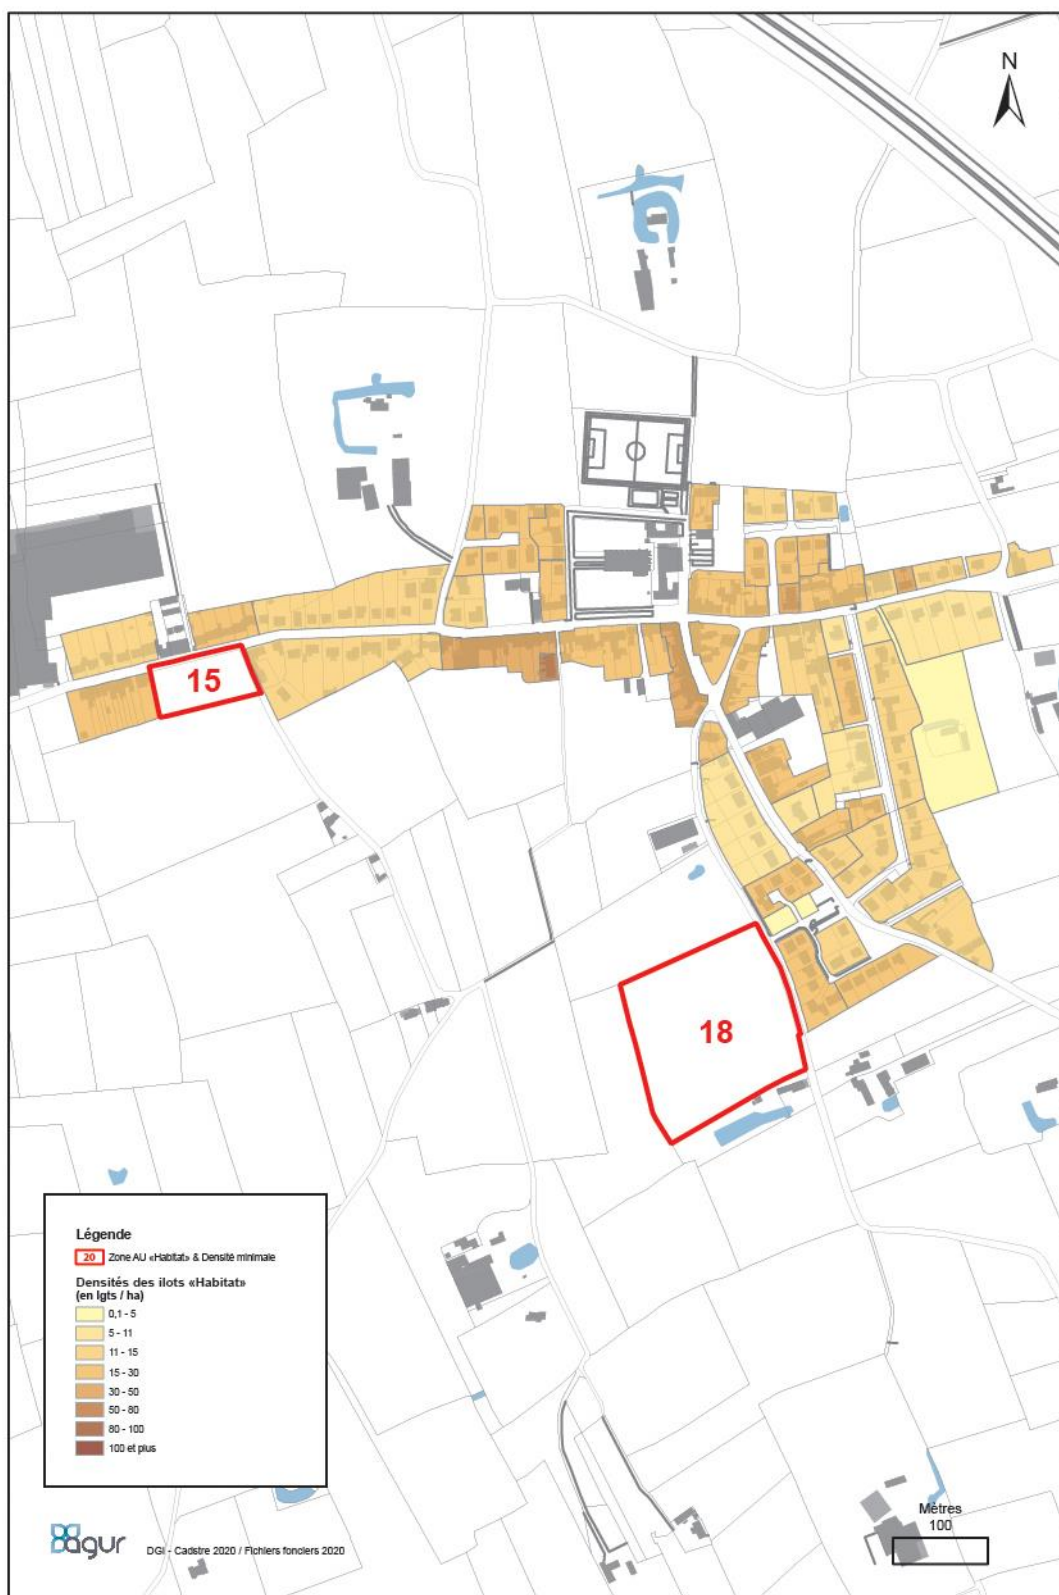 N
15
18
Légende
20 Zone AU «Habitat» & Densité minimale
Densités des ilots «Habitat»
(en lgts / ha)
0,1 - 5
5 - 11
11 - 15
15 - 30
30 - 50
50 - 80
80 - 100
100 et plus
agur
DGI - Cadstre 2020 / Fichiers fonciers 2020
Mètres
100